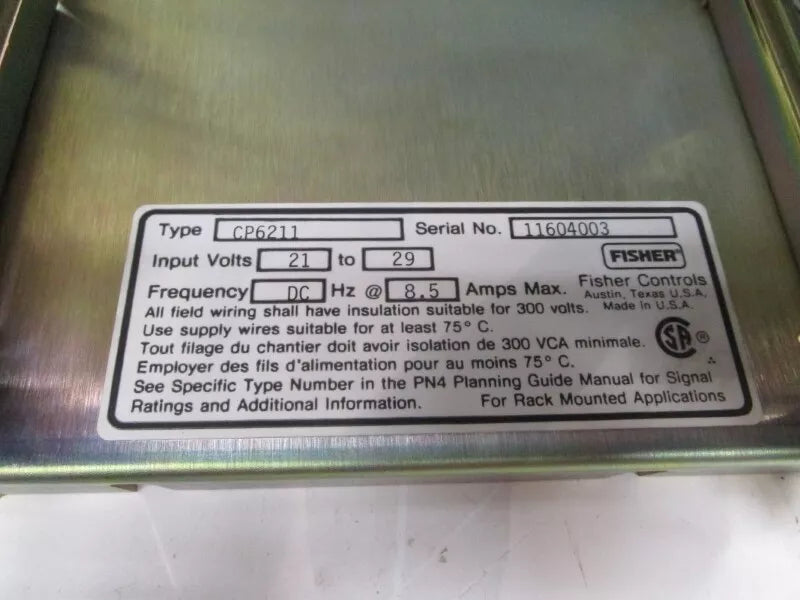 Type CP6211 Serial No. 11604003
Input Volts 21 to 29 FISHER
Frequency DC Hz @ 8.5 Amps Max. Fisher Controls
Austin, Texas U.S.A.
All field wiring shall have insulation suitable for 300 volts. Made in U.S.A.
Use supply wires suitable for at least 75° C.
Tout filage du chantier doit avoir isolation de 300 VCA minimale. SA ®
Employer des fils d'alimentation pour au moins 75° C.
See Specific Type Number in the PN4 Planning Guide Manual for Signal
Ratings and Additional Information. For Rack Mounted Applications